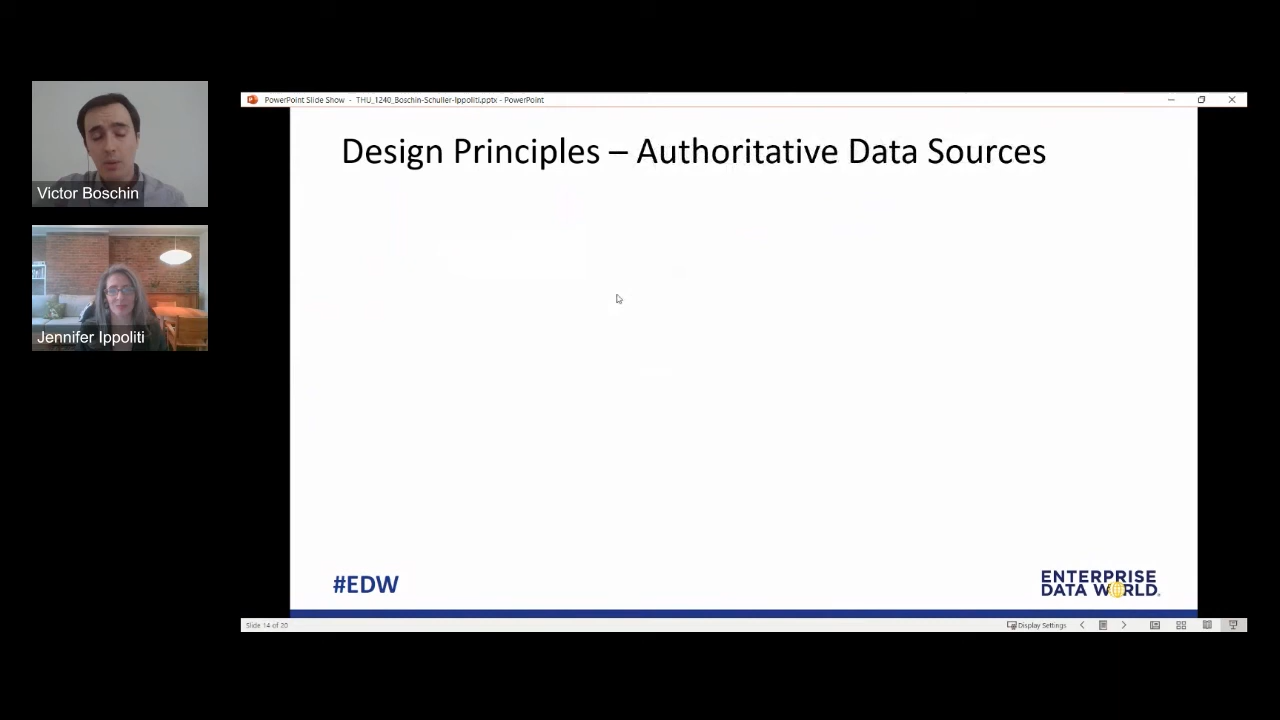 PowerPoint Slide Show - THU_1240_Boschin-Schuller-Ippoliti.pptx - PowerPoint
Design Principles – Authoritative Data Sources
Victor Boschin
Jennifer Ippoliti
#EDW
ENTERPRISE
DATA WORLD
Slide 14 of 20
Display Settings